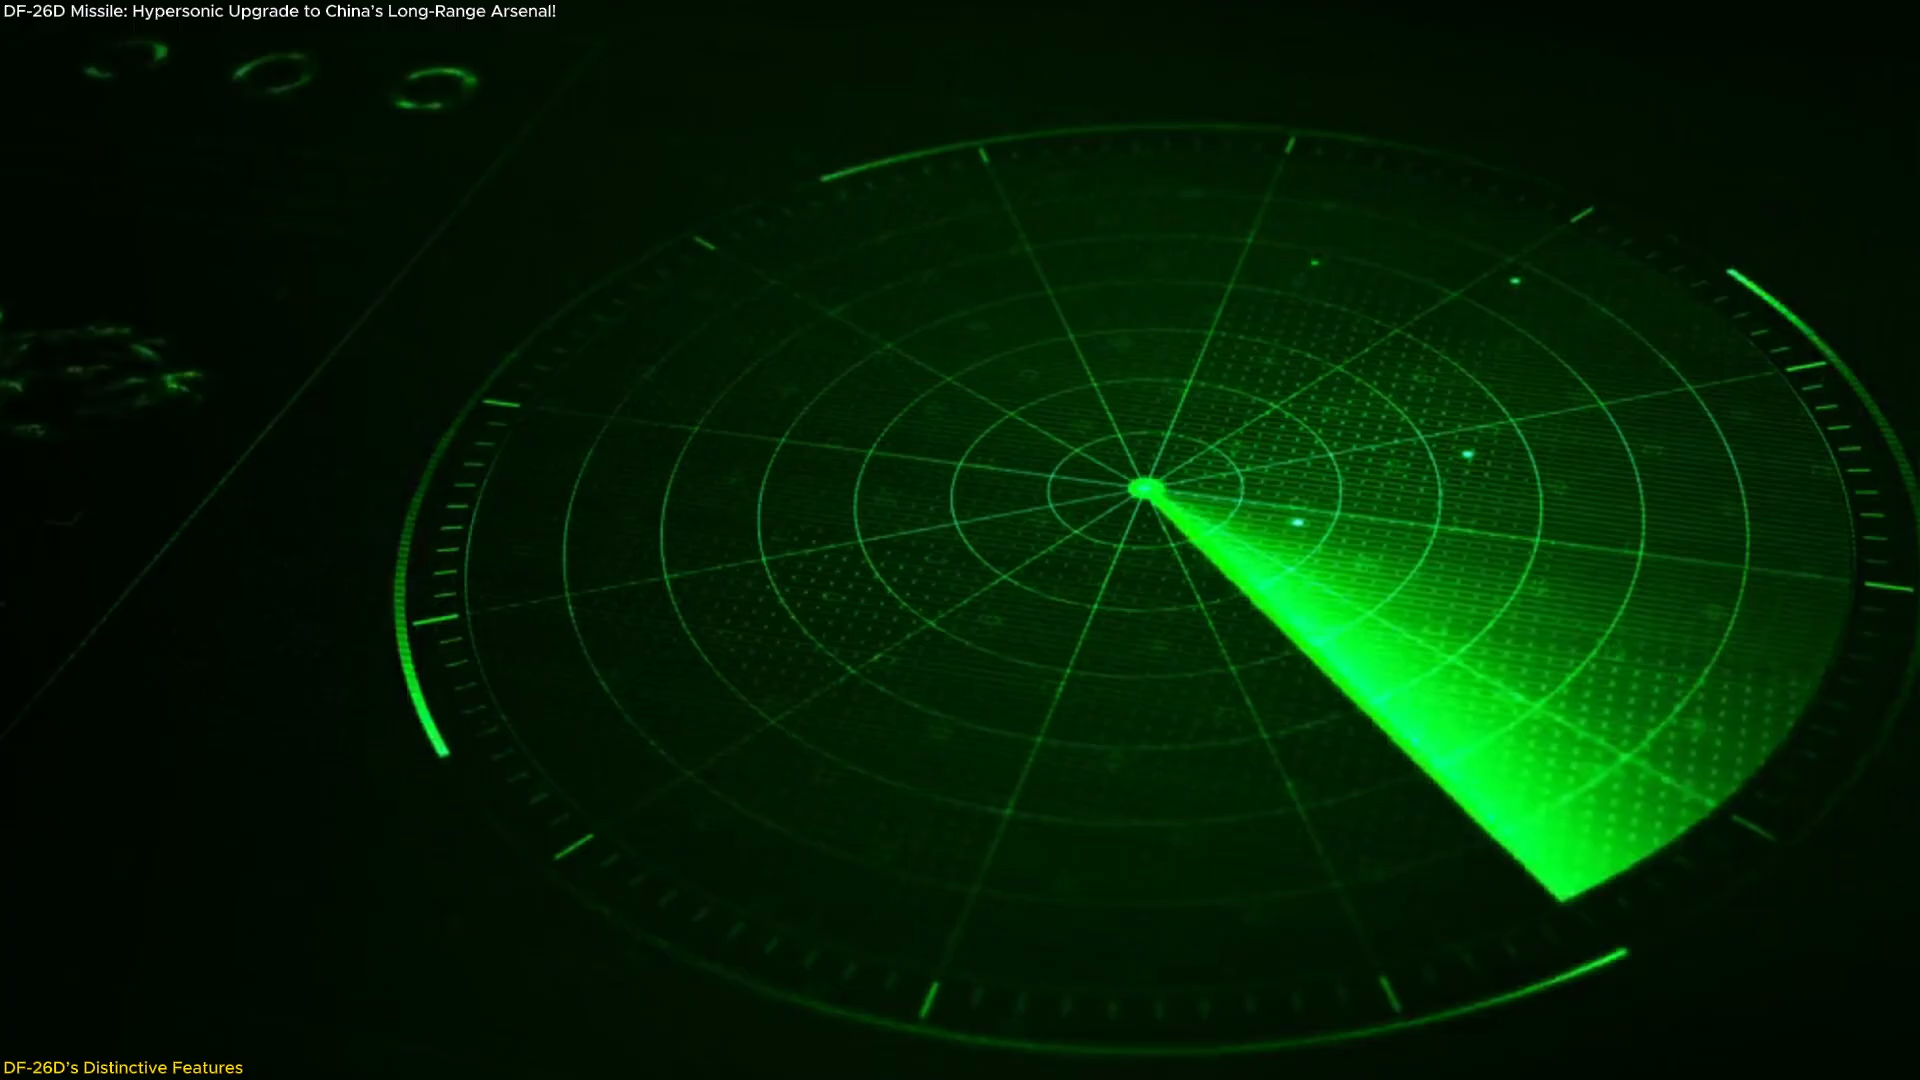 DF-26D Missile: Hypersonic Upgrade to China’s Long-Range Arsenal!
DF-26D’s Distinctive Features